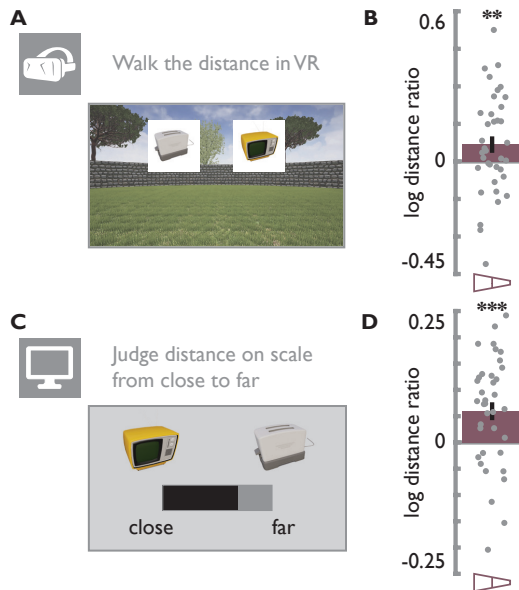 A
Walk the distance in VR
B
0.6
**
log distance ratio
0
-0.45
C
Judge distance on scale
from close to far
close
far
D
0.25
***
log distance ratio
0
-0.25